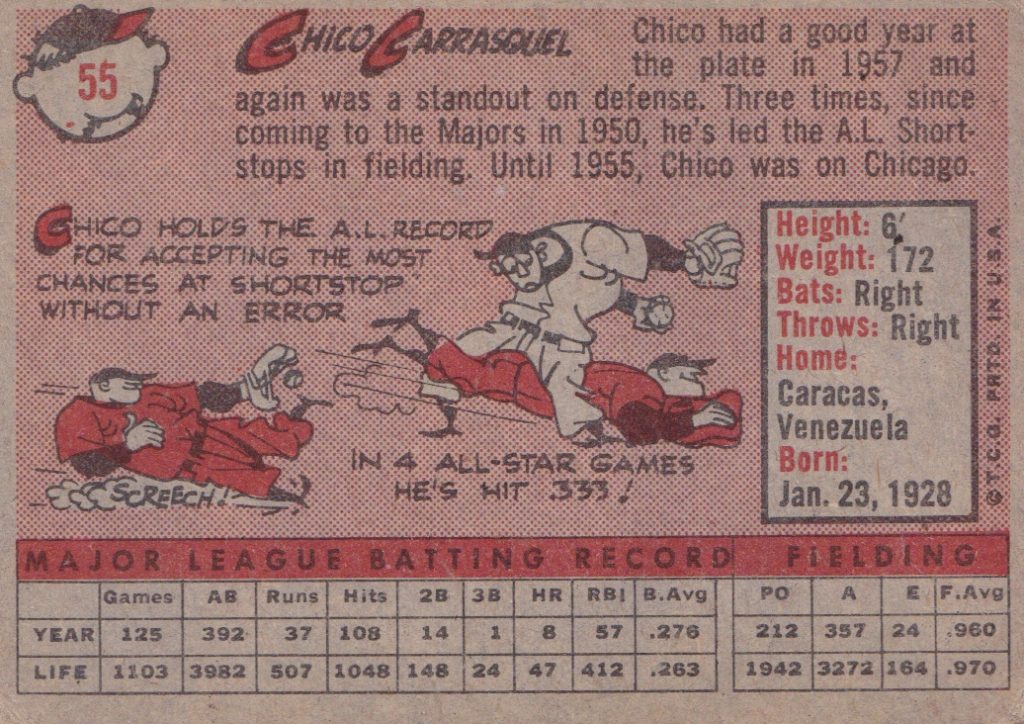 55
CHICO CARRASQUEL
Chico had a good year at
the plate in 1957 and
again was a standout on defense. Three times, since
coming to the Majors in 1950, he's led the A.L. Short-
stops in fielding. Until 1955, Chico was on Chicago.
CHICO HOLDS THE A.L. RECORD
FOR ACCEPTING THE MOST
CHANCES AT SHORTSTOP
WITHOUT AN ERROR
SCREECH!
IN 4 ALL-STAR GAMES
HE'S HIT .333!
Height: 6'
Weight: 172
Bats: Right
Throws: Right
Home:
Caracas,
Venezuela
Born:
Jan. 23, 1928
© T.C.G. PRTD. IN U.S.A.
MAJOR LEAGUE BATTING RECORD FIELDING
Games AB Runs Hits 2B 3B HR RBI B.Avg PO A E F.Avg
YEAR 125 392 37 108 14 1 8 57 .276 212 357 24 .960
LIFE 1103 3982 507 1048 148 24 47 412 .263 1942 3272 164 .970